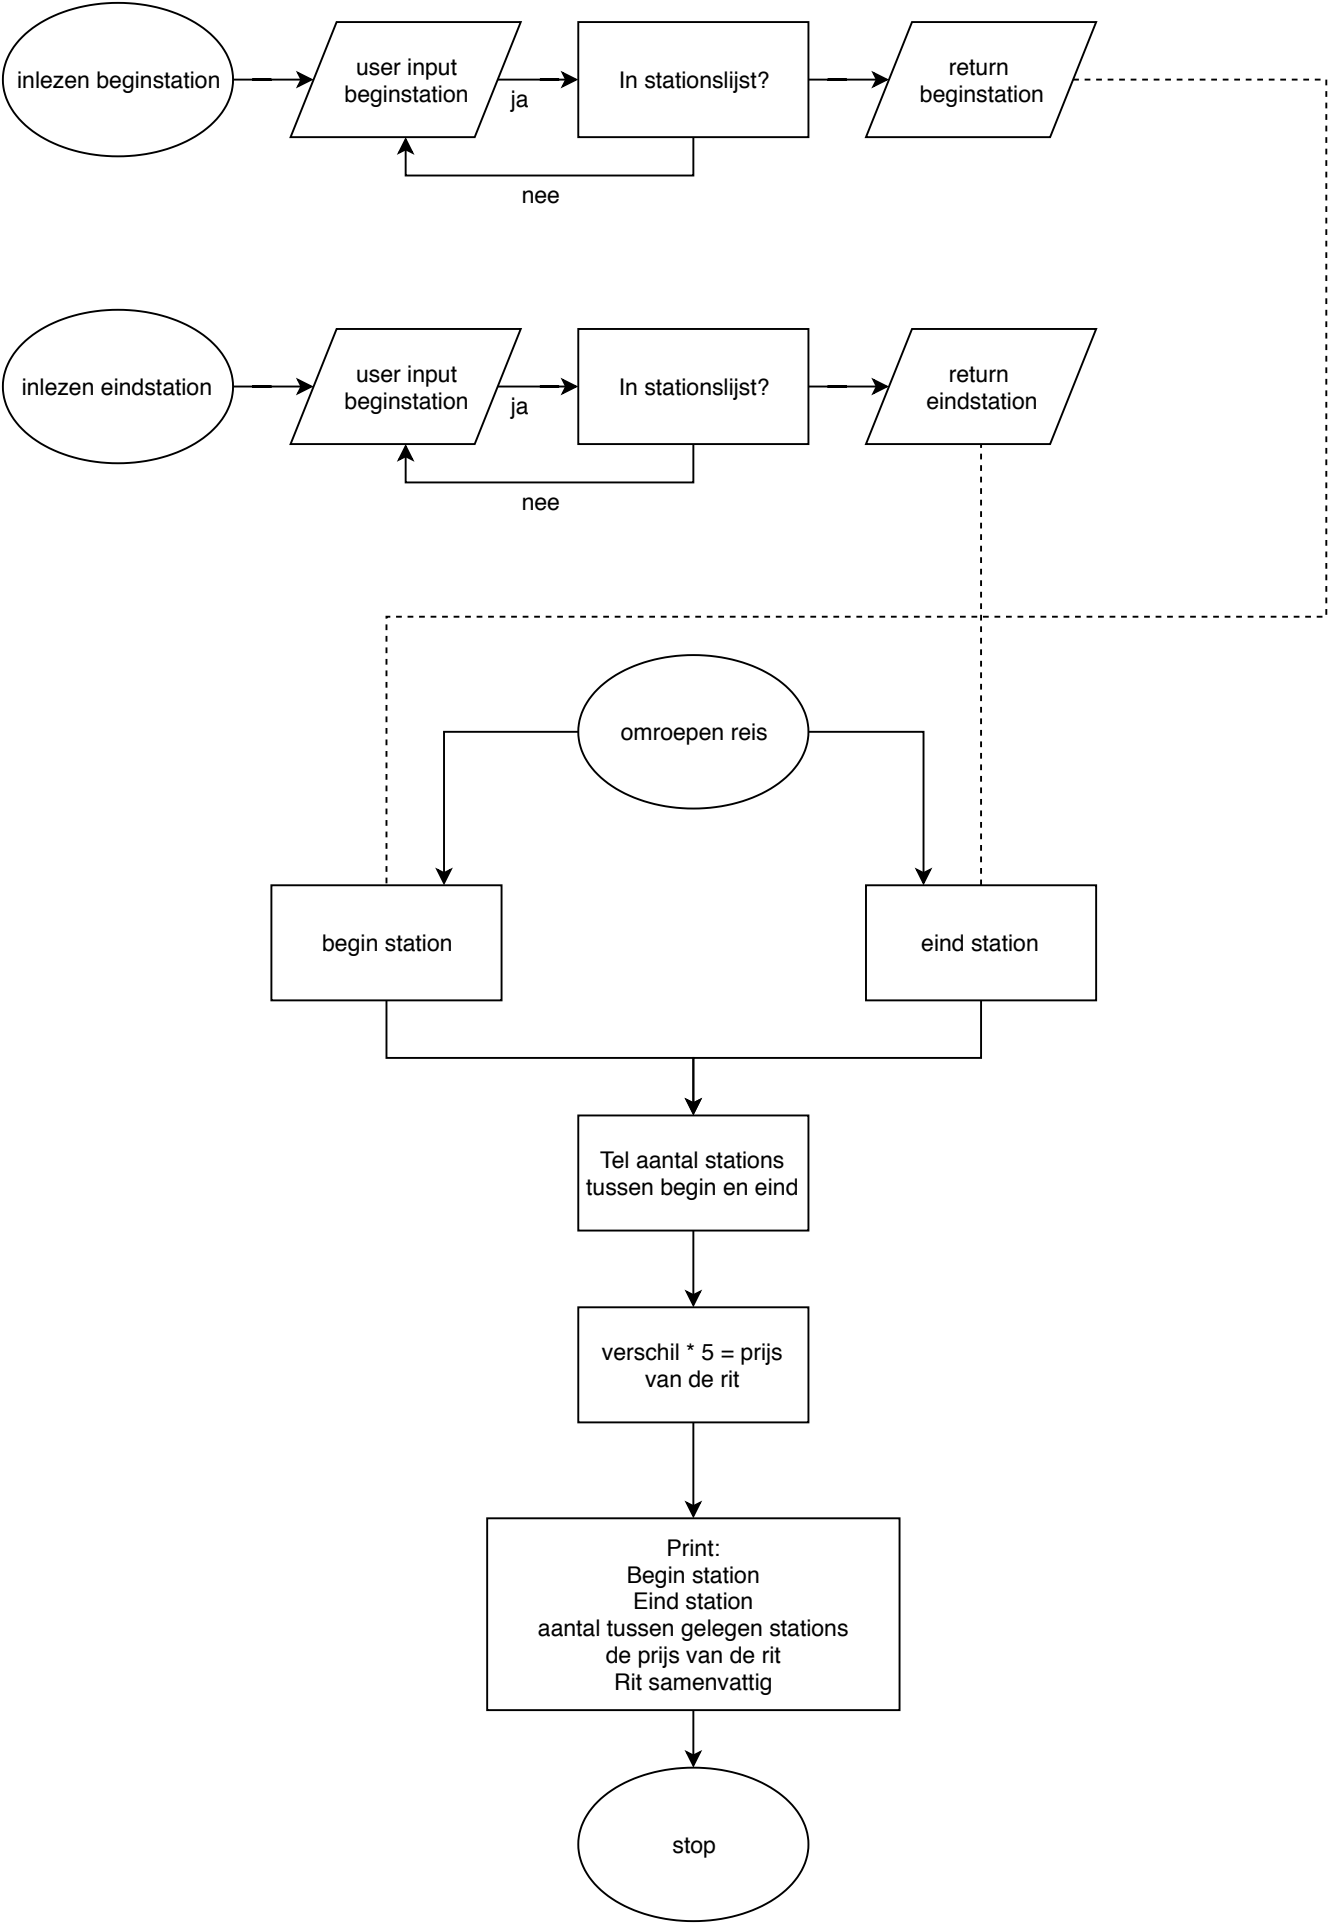 inlezen beginstation
user input
beginstation
ja
In stationslijst?
return
beginstation
nee
inlezen eindstation
user input
beginstation
ja
In stationslijst?
return
eindstation
nee
omroepen reis
begin station
eind station
Tel aantal stations
tussen begin en eind
verschil * 5 = prijs
van de rit
Print:
Begin station
Eind station
aantal tussen gelegen stations
de prijs van de rit
Rit samenvattig
stop